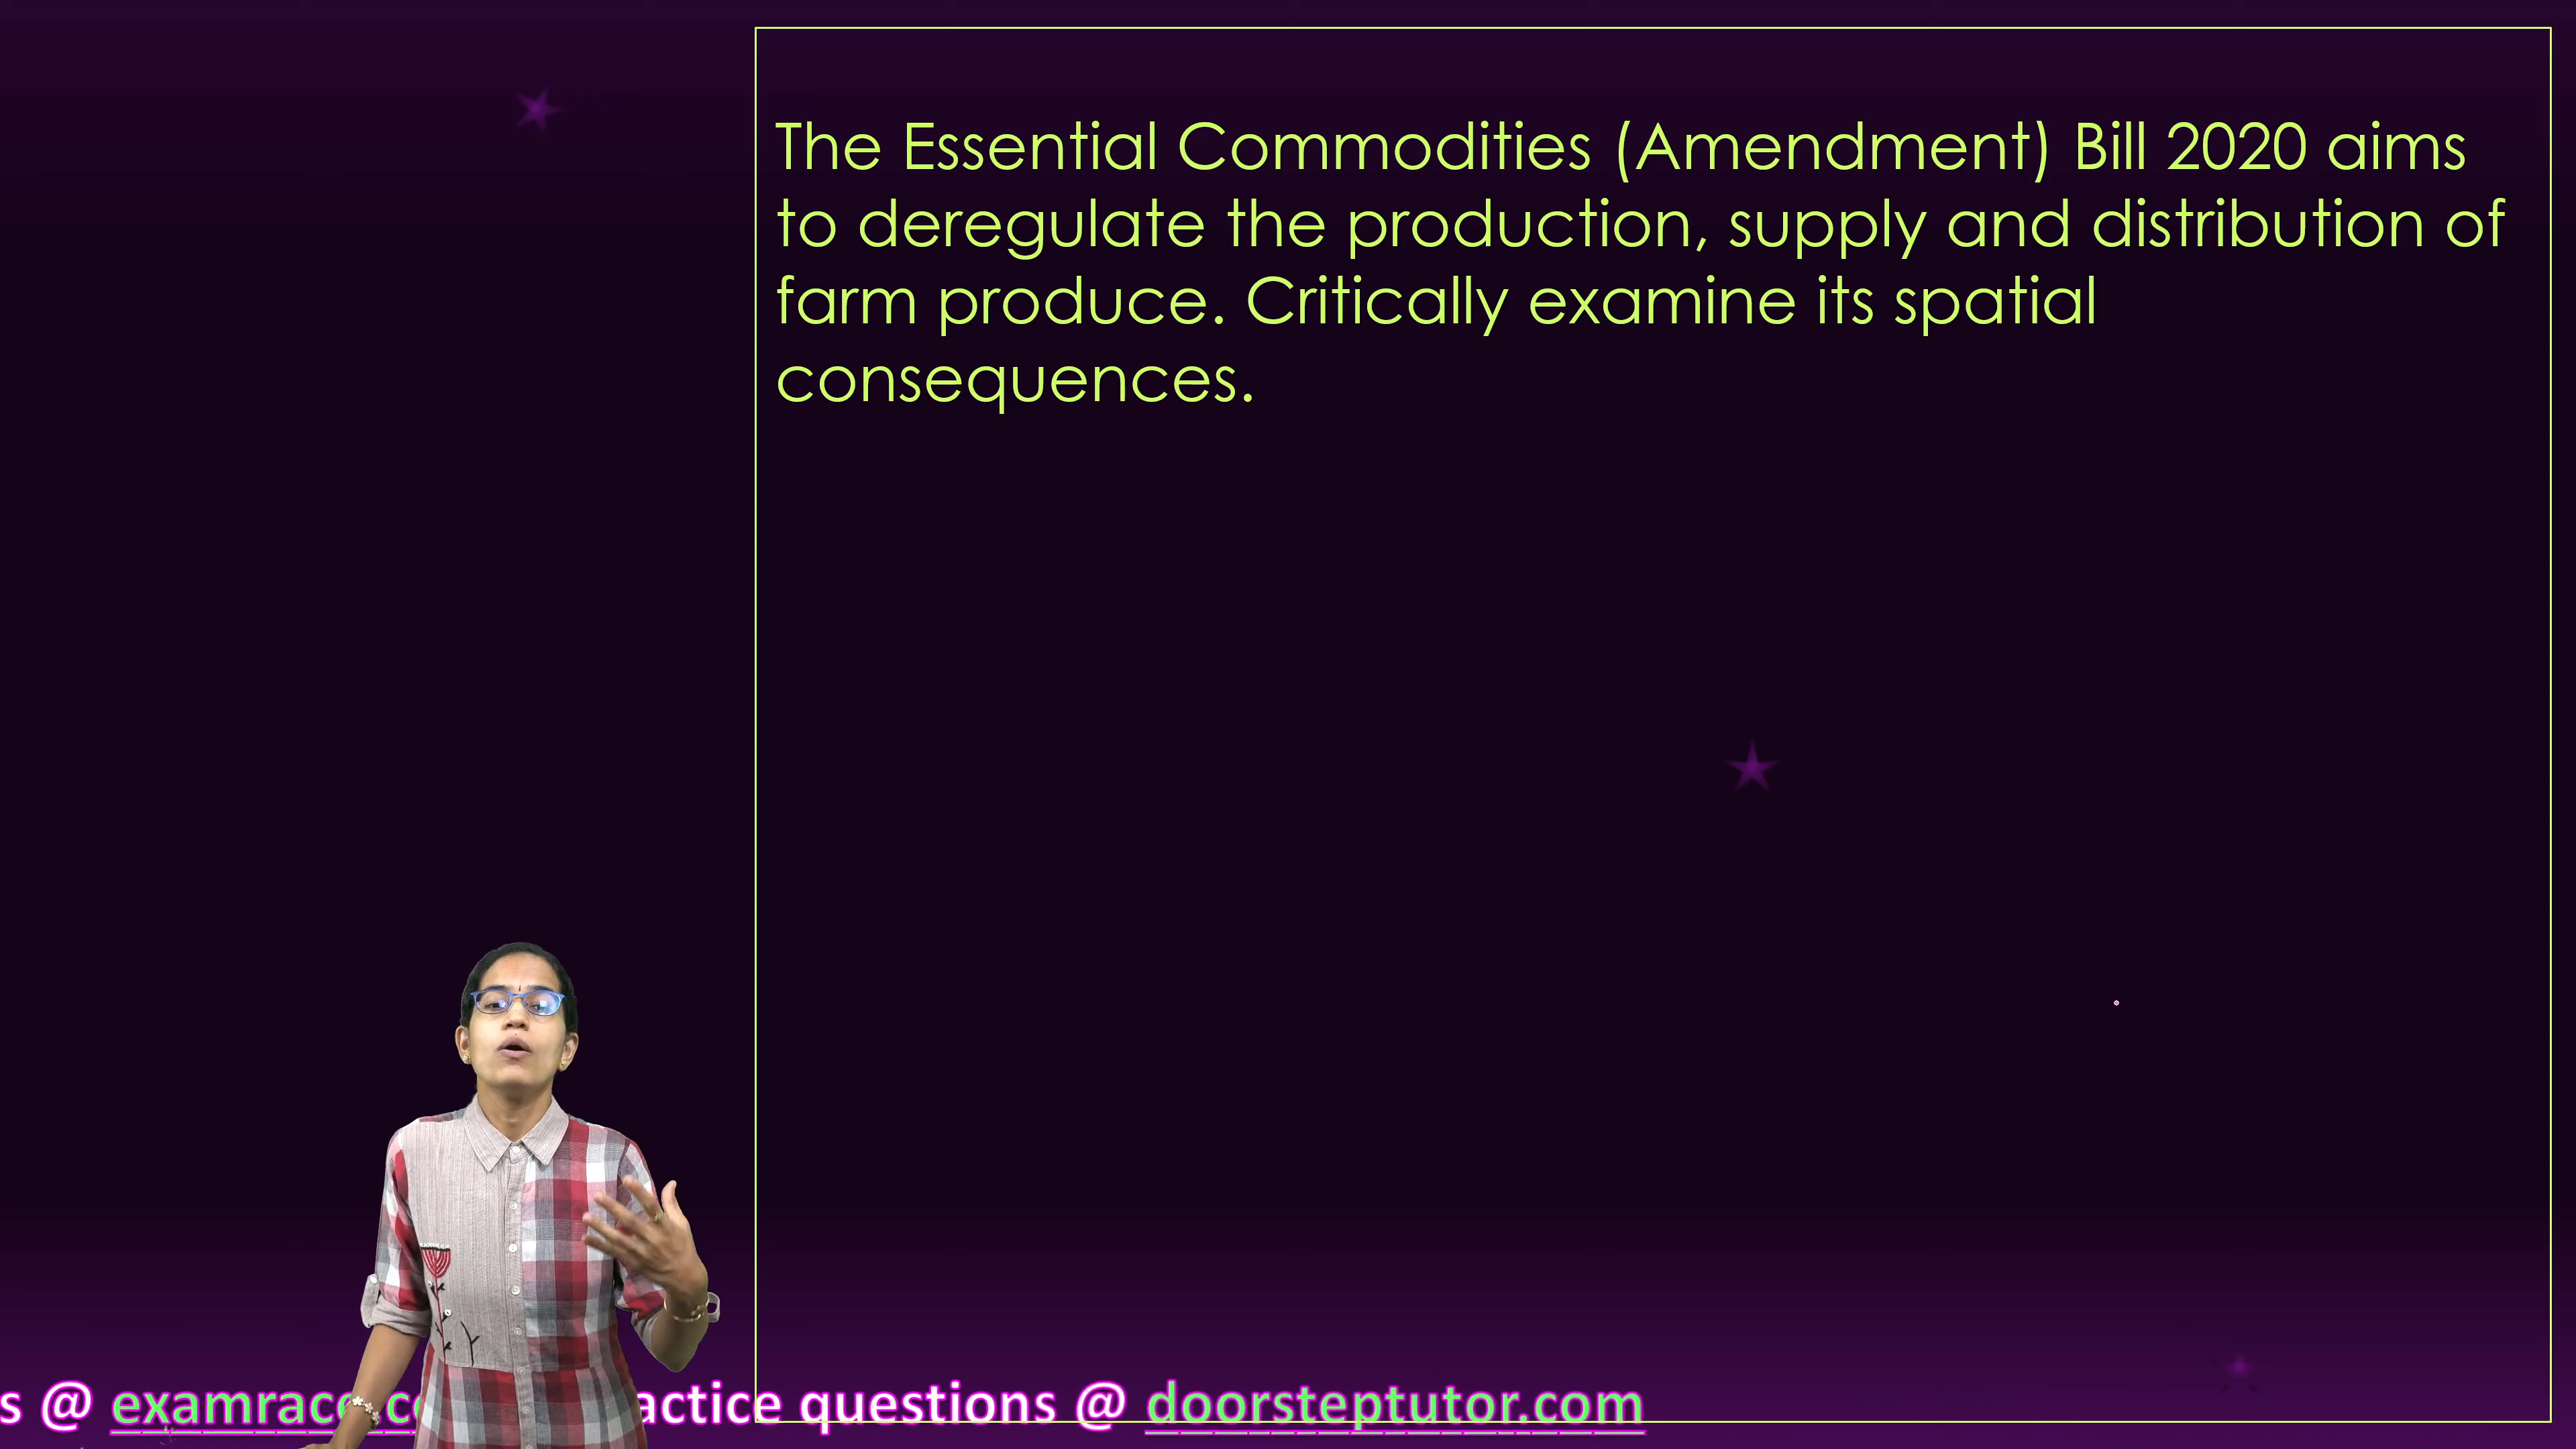 The Essential Commodities (Amendment) Bill 2020 aims
to deregulate the production, supply and distribution of
farm produce. Critically examine its spatial
consequences.
s @ examrace questions @ doorsteptutor.com